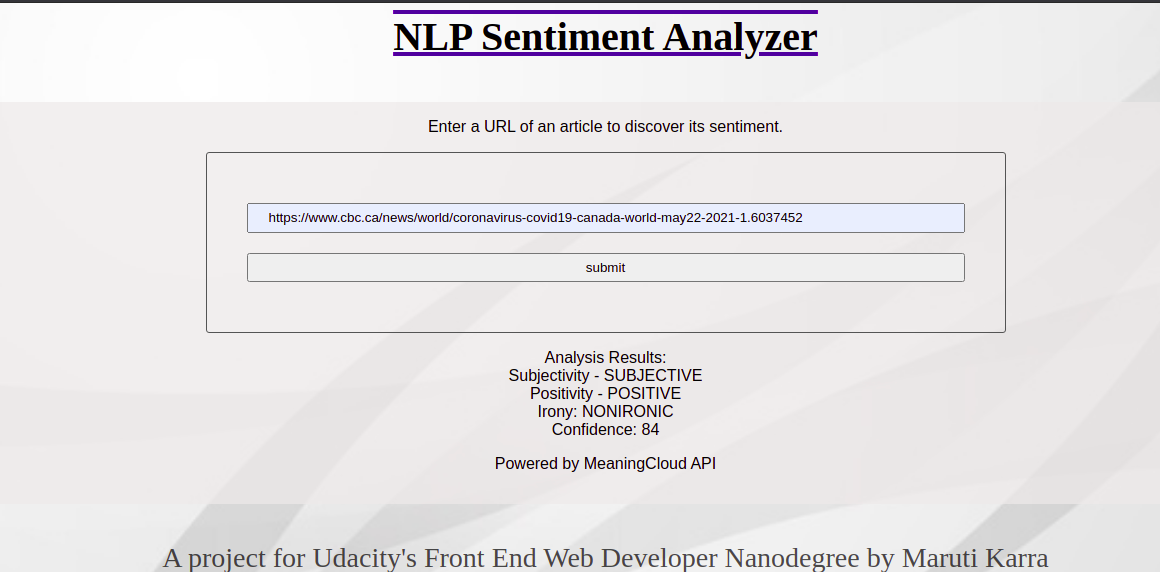 NLP Sentiment Analyzer
Enter a URL of an article to discover its sentiment.
https://www.cbc.ca/news/world/coronavirus-covid19-canada-world-may22-2021-1.6037452
submit
Analysis Results:
Subjectivity - SUBJECTIVE
Positivity - POSITIVE
Irony: NONIRONIC
Confidence: 84
Powered by MeaningCloud API
A project for Udacity's Front End Web Developer Nanodegree by Maruti Karra